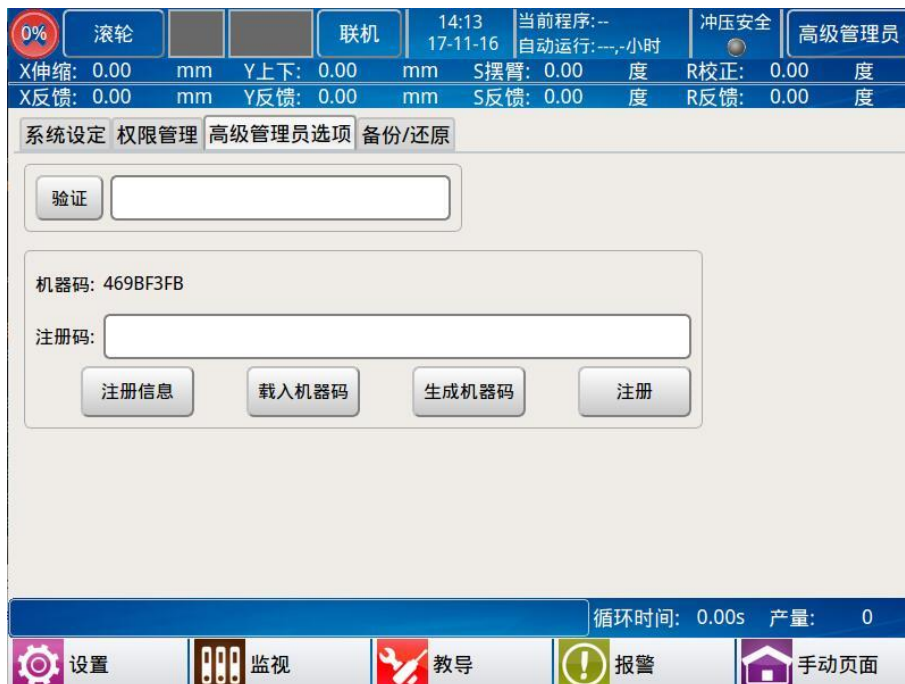 0% 滚轮 联机 14:13 17-11-16 当前程序:-- 自动运行:---,-小时 冲压安全 高级管理员
X伸缩: 0.00 mm Y上下: 0.00 mm S摆臂: 0.00 度 R校正: 0.00 度
X反馈: 0.00 mm Y反馈: 0.00 mm S反馈: 0.00 度 R反馈: 0.00 度
系统设定 权限管理 高级管理员选项 备份/还原
验证
机器码: 469BF3FB
注册码:
注册信息 载入机器码 生成机器码 注册
循环时间: 0.00s 产量: 0
设置 监视 教导 报警 手动页面